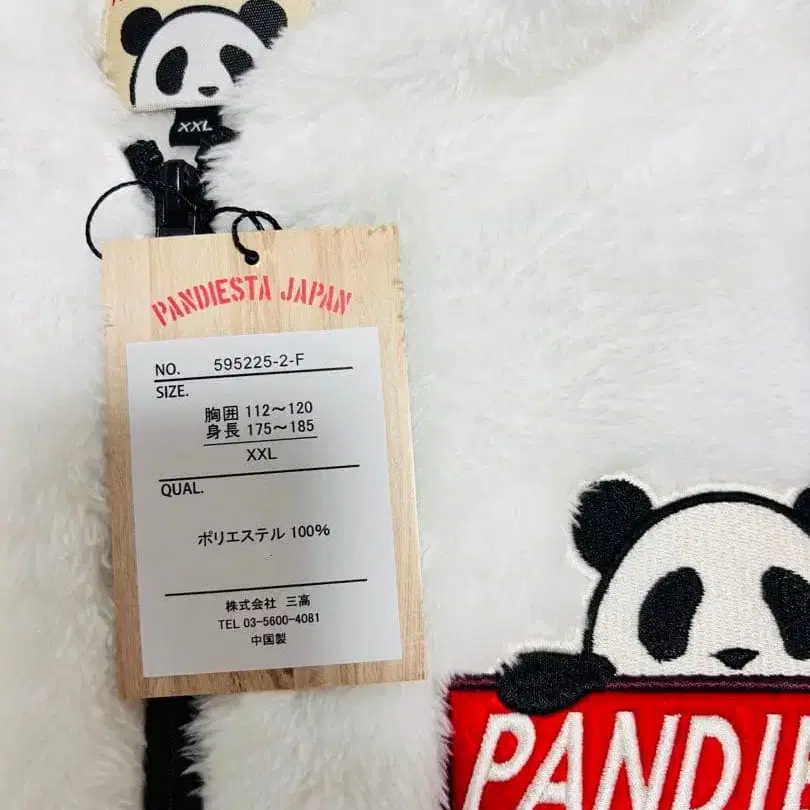 XXL
PANDIESTA JAPAN
NO. 595225-2-F
SIZE.
胸囲 112～120
身長 175～185
XXL
QUAL.
ポリエステル 100%
株式会社 三高
TEL 03-5600-4081
中国製
PANDIE